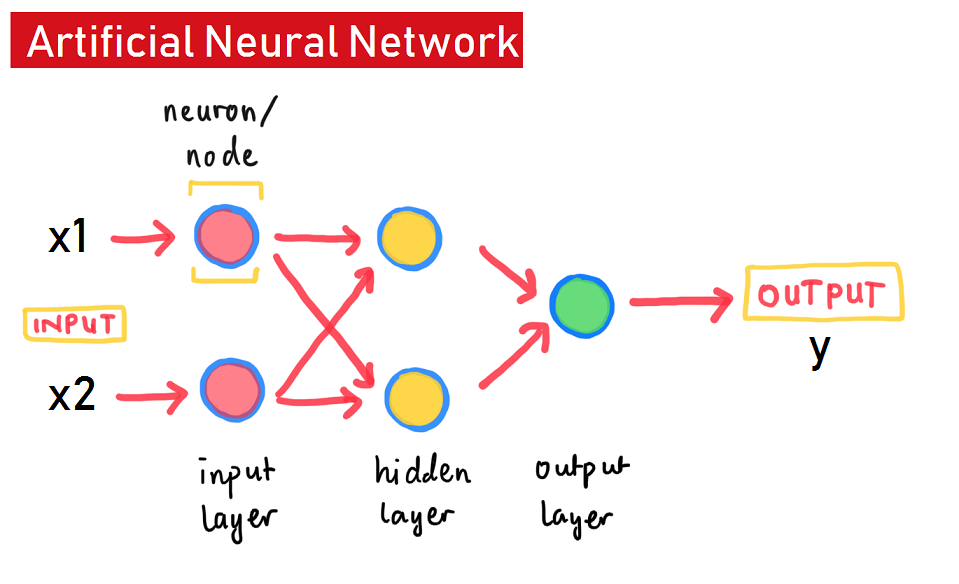 Artificial Neural Network
neuron/
node
x1
INPUT
x2
OUTPUT
y
input
layer
hidden
layer
output
layer